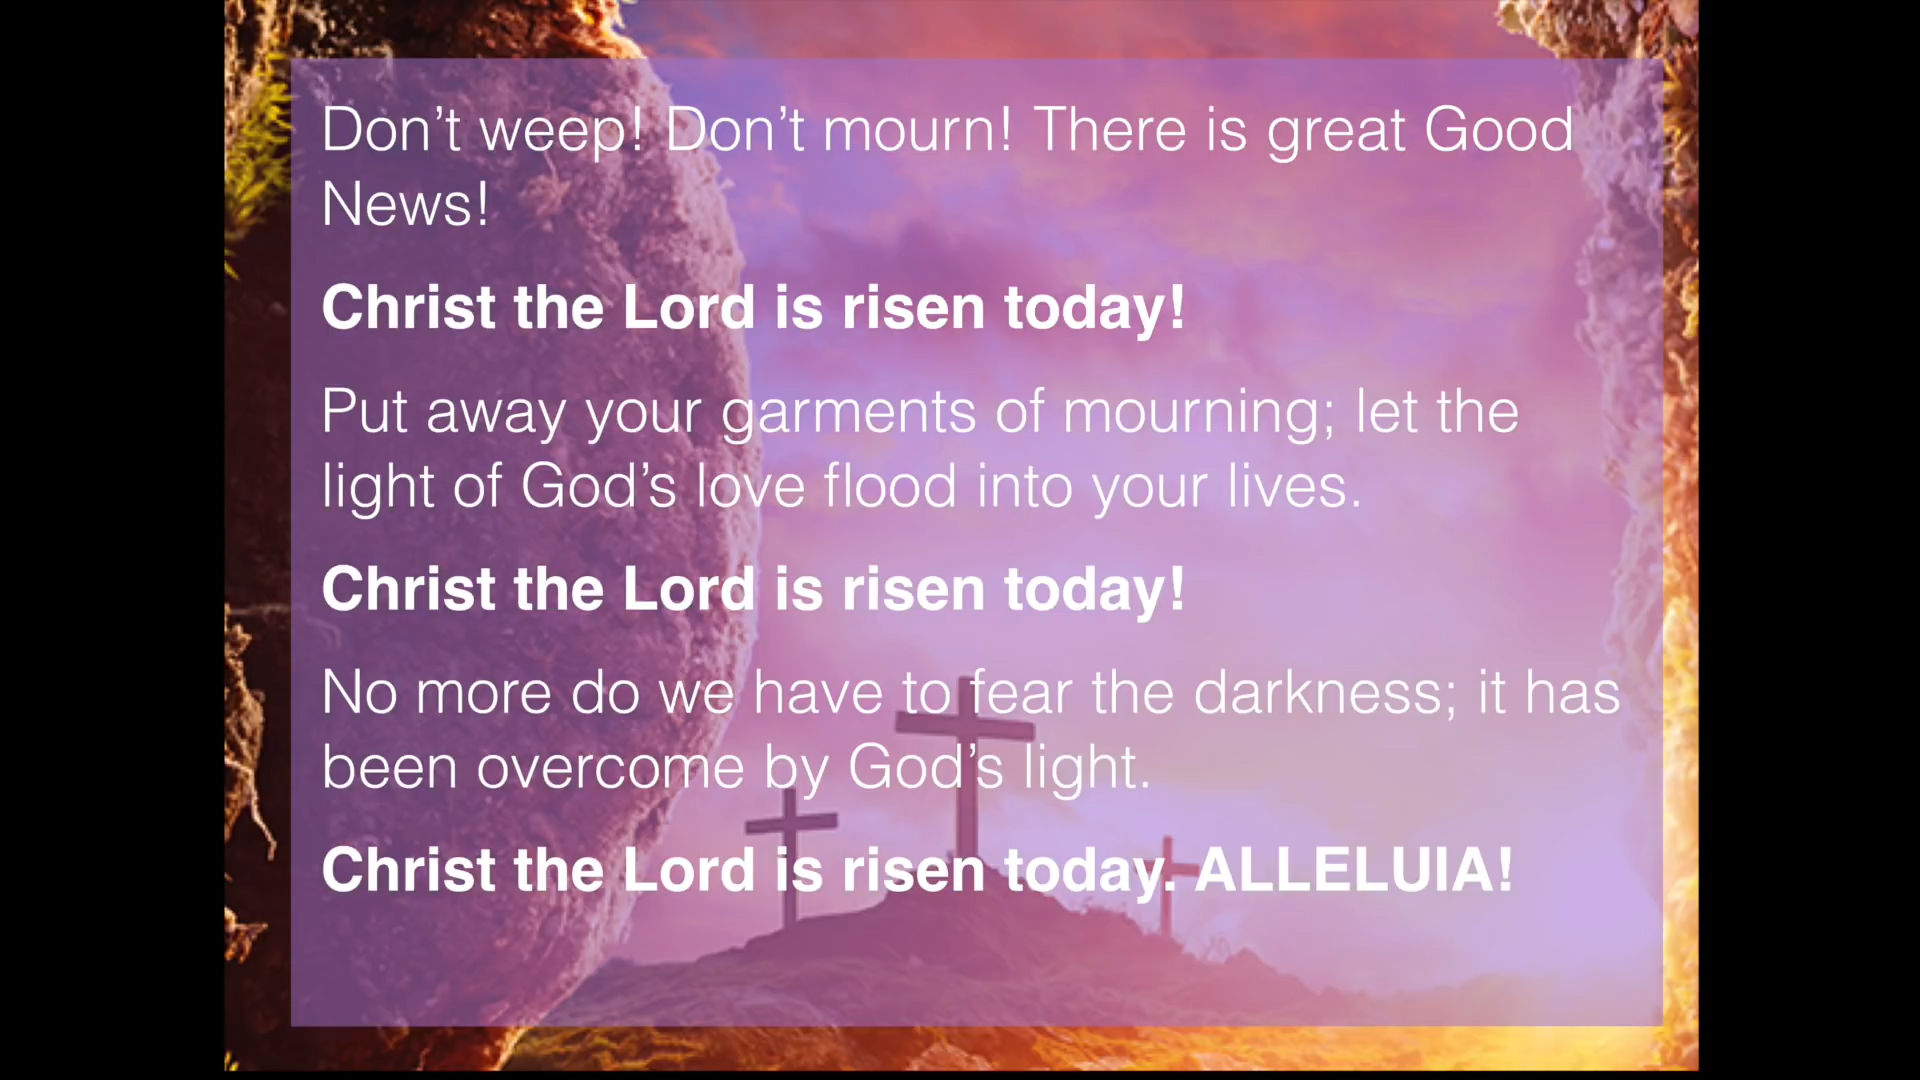 Don’t weep! Don’t mourn! There is great Good
News!
Christ the Lord is risen today!
Put away your garments of mourning; let the
light of God’s love flood into your lives.
Christ the Lord is risen today!
No more do we have to fear the darkness; it has
been overcome by God’s light.
Christ the Lord is risen today. ALLELUIA!